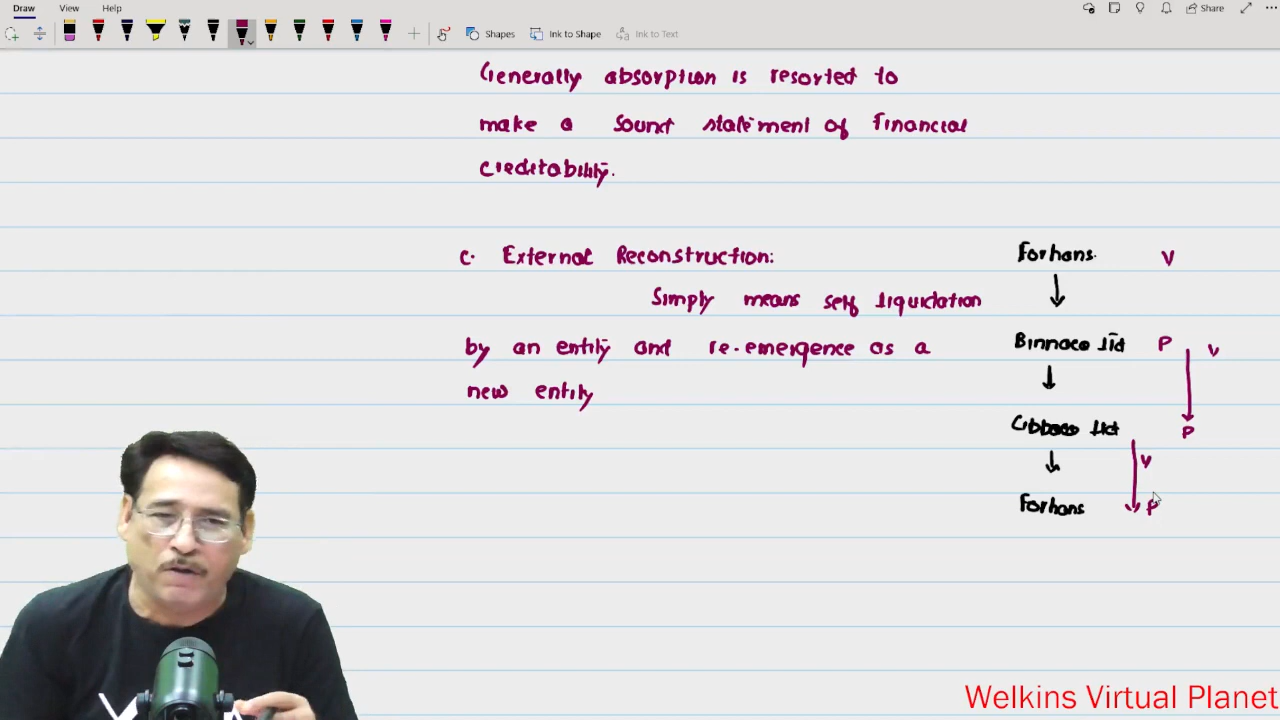 Draw View Help
Share
Shapes Ink to Shape Ink to Text
Generally absorption is resorted to
make a sound statement of financial
creditability.
c. External Reconstruction:
Simply means self liquidation
by an entity and re-emergence as a
new entity
Forhans. V
Binnaca Ltd P V
Cibbaca Ltd P
V
Forhans P
Welkins Virtual Planet